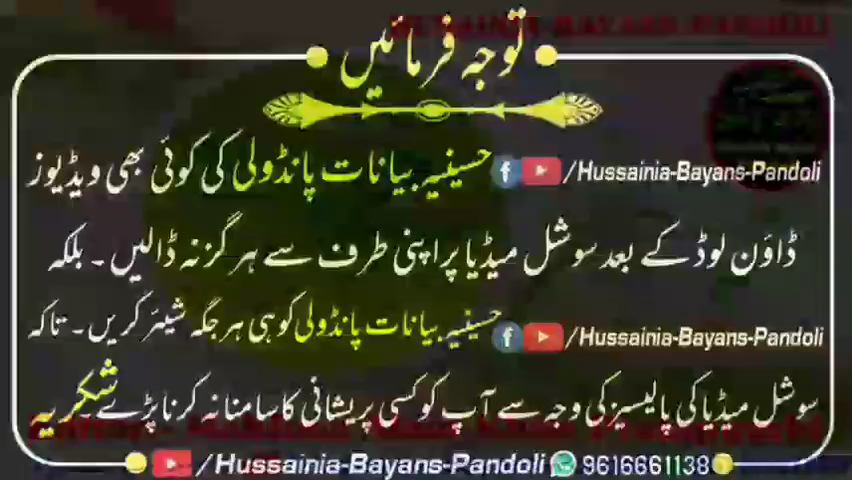 توجہ فرمائیں
/Hussainia-Bayans-Pandoli حسینیہ بیانات پانڈولی کی کوئی بھی ویڈیوز
ڈاؤن لوڈ کے بعد سوشل میڈیا پر اپنی طرف سے ہرگز نہ ڈالیں۔ بلکہ
/Hussainia-Bayans-Pandoli حسینیہ بیانات پانڈولی کو ہی ہر جگہ شیئر کریں۔ تاکہ
سوشل میڈیا کی پالیسیز کی وجہ سے آپ کو کسی پریشانی کا سامنا نہ کرنا پڑے۔ شکریہ
/Hussainia-Bayans-Pandoli 9616661138